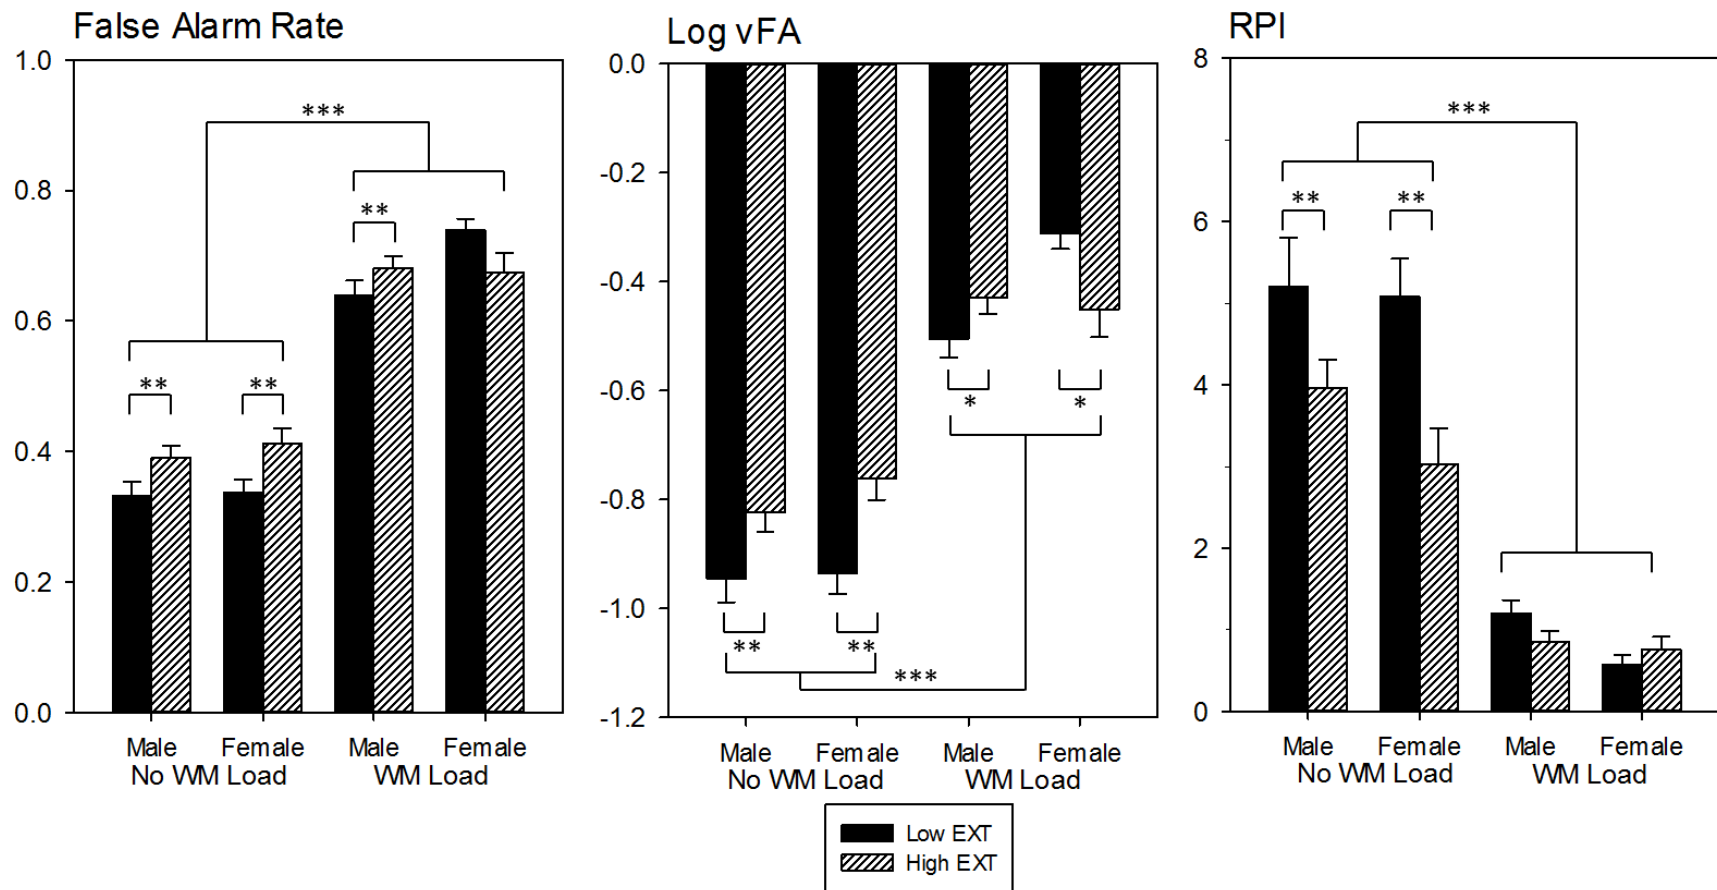 False Alarm Rate
1.0
0.8
0.6
0.4
0.2
0.0
***
**
**
**
Male Female Male Female
No WM Load WM Load
Log vFA
0.0
-0.2
-0.4
-0.6
-0.8
-1.0
-1.2
*
*
**
**
***
Male Female Male Female
No WM Load WM Load
RPI
8
6
4
2
0
***
**
**
Male Female Male Female
No WM Load WM Load
Low EXT
High EXT